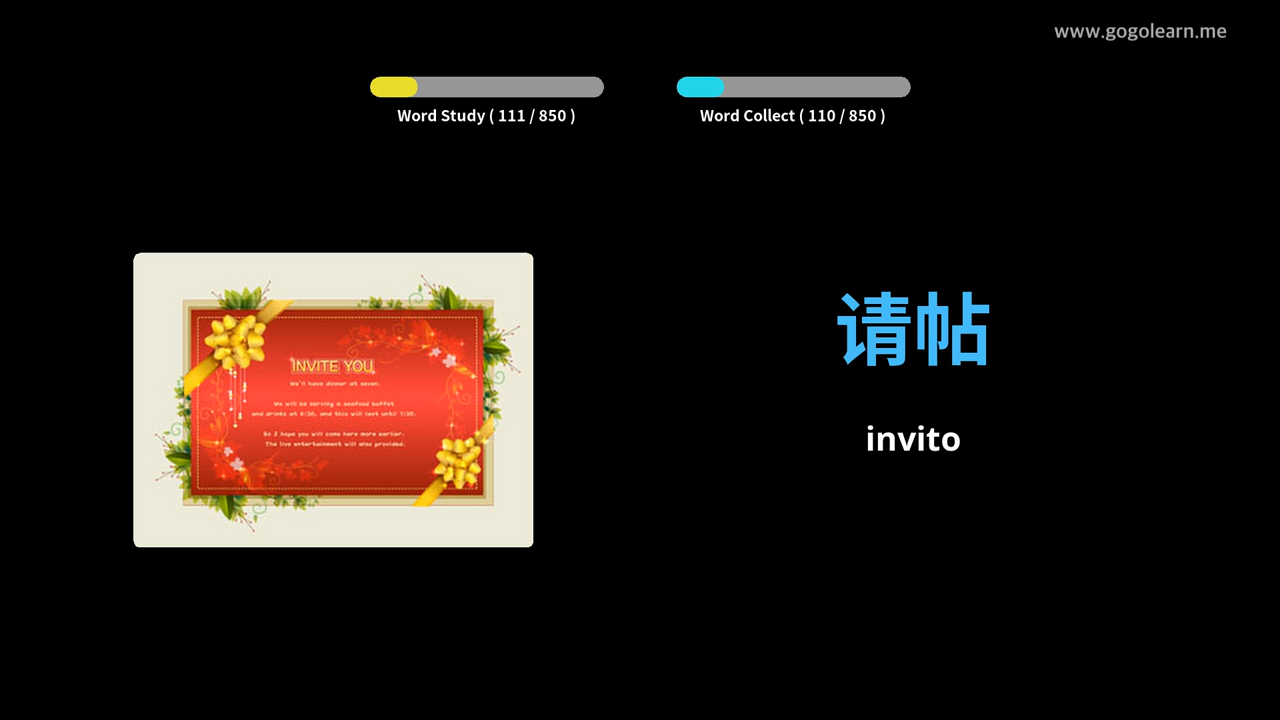 www.gogolearn.me
Word Study ( 111 / 850 )
Word Collect ( 110 / 850 )
INVITE YOU
We'll have dinner at seven.
We will be serving a seafood buffet
and drinks at 6:30, and this will last until 7:30.
So I hope you will come here more earlier.
The live entertainment will also provided.
请帖
invito